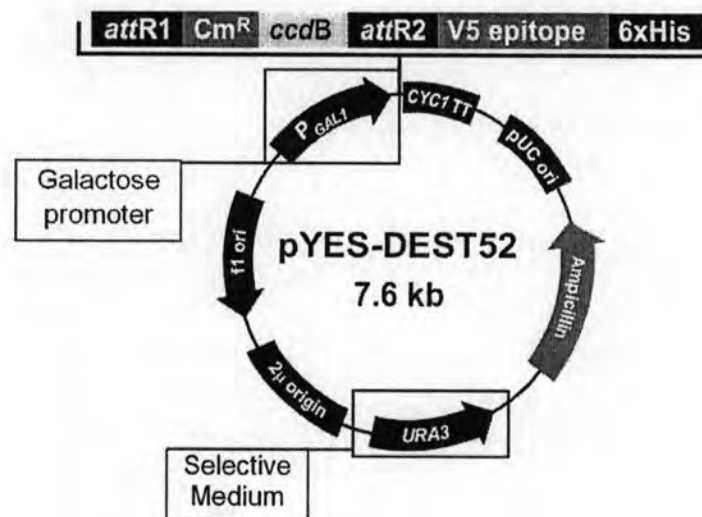 attR1 CmR ccdB attR2 V5 epitope 6xHis
PGAL1
CYC1 TT
pUC ori
Galactose
promoter
f1 ori
pYES-DEST52
7.6 kb
Ampicillin
2μ origin
URA3
Selective
Medium